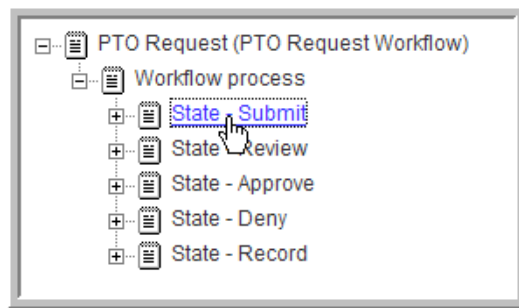 PTO Request (PTO Request Workflow)
Workflow process
State - Submit
State - Review
State - Approve
State - Deny
State - Record